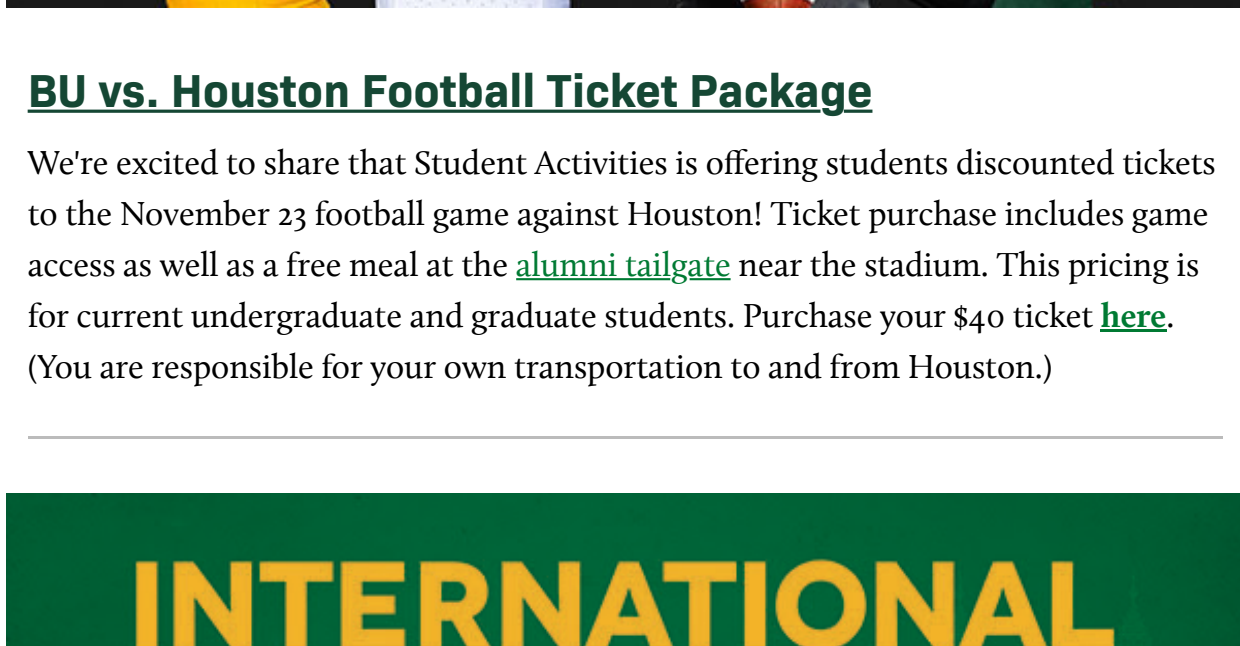 BU vs. Houston Football Ticket Package
We're excited to share that Student Activities is offering students discounted tickets
to the November 23 football game against Houston! Ticket purchase includes game
access as well as a free meal at the alumni tailgate near the stadium. This pricing is
for current undergraduate and graduate students. Purchase your $40 ticket here.
(You are responsible for your own transportation to and from Houston.)
INTERNATIONAL